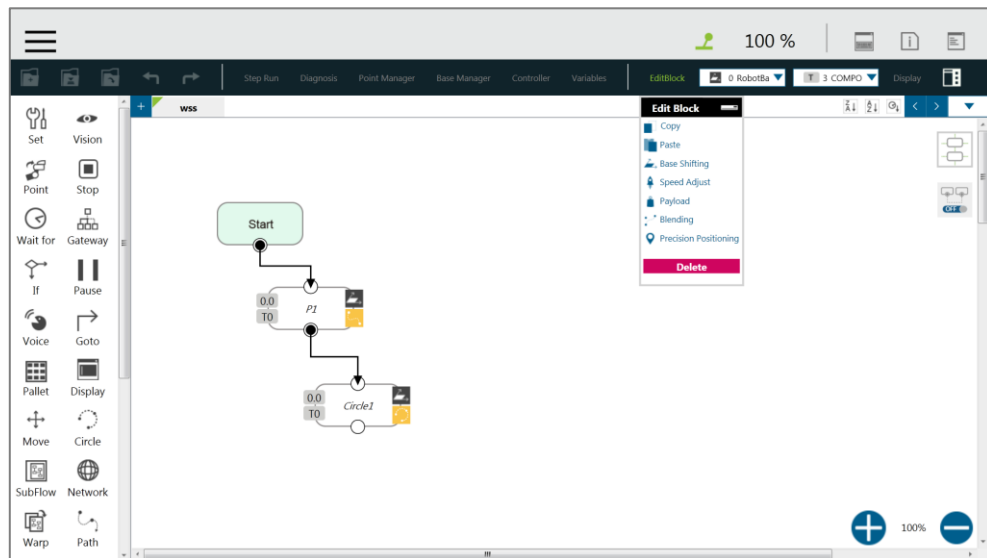 100 %
Step Run Diagnosis Point Manager Base Manager Controller Variables EditBlock 0 RobotBa T 3 COMPO Display
+ wss
Edit Block
Copy
Paste
Base Shifting
Speed Adjust
Payload
Blending
Precision Positioning
Delete
Set Vision
Point Stop
Wait for Gateway
If Pause
Voice Goto
Pallet Display
Move Circle
SubFlow Network
Warp Path
Start
0.0
T0
P1
0.0
T0
Circle1
OFF
100%